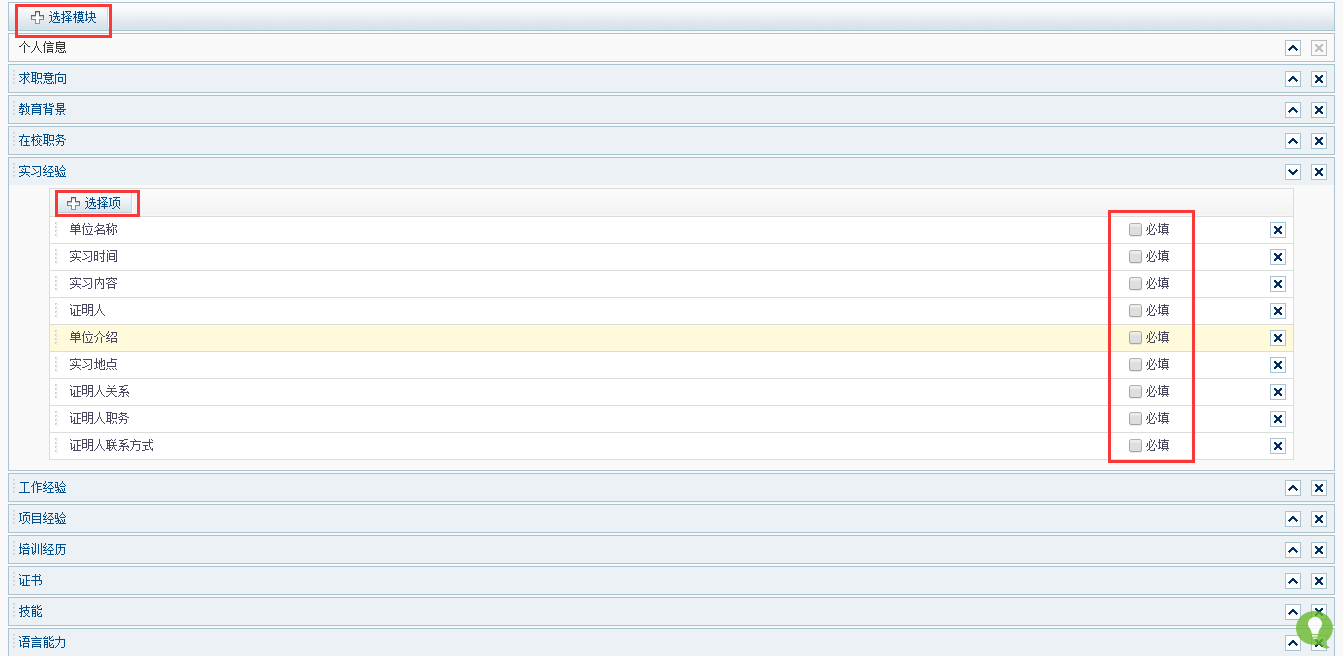 选择模块
个人信息
求职意向
教育背景
在校职务
实习经验
选择项
单位名称 必填
实习时间 必填
实习内容 必填
证明人 必填
单位介绍 必填
实习地点 必填
证明人关系 必填
证明人职务 必填
证明人联系方式 必填
工作经验
项目经验
培训经历
证书
技能
语言能力